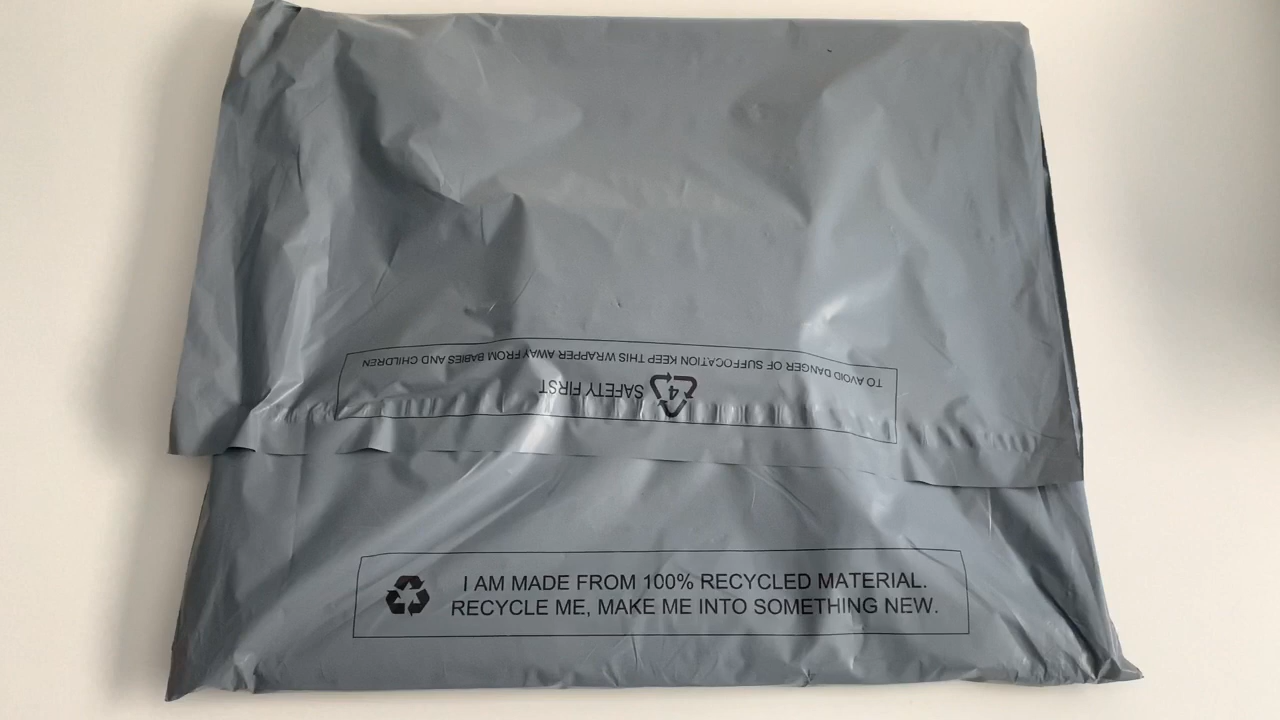 TO AVOID DANGER OF SUFFOCATION KEEP THIS WRAPPER AWAY FROM BABIES AND CHILDREN
4 SAFETY FIRST
I AM MADE FROM 100% RECYCLED MATERIAL.
RECYCLE ME, MAKE ME INTO SOMETHING NEW.